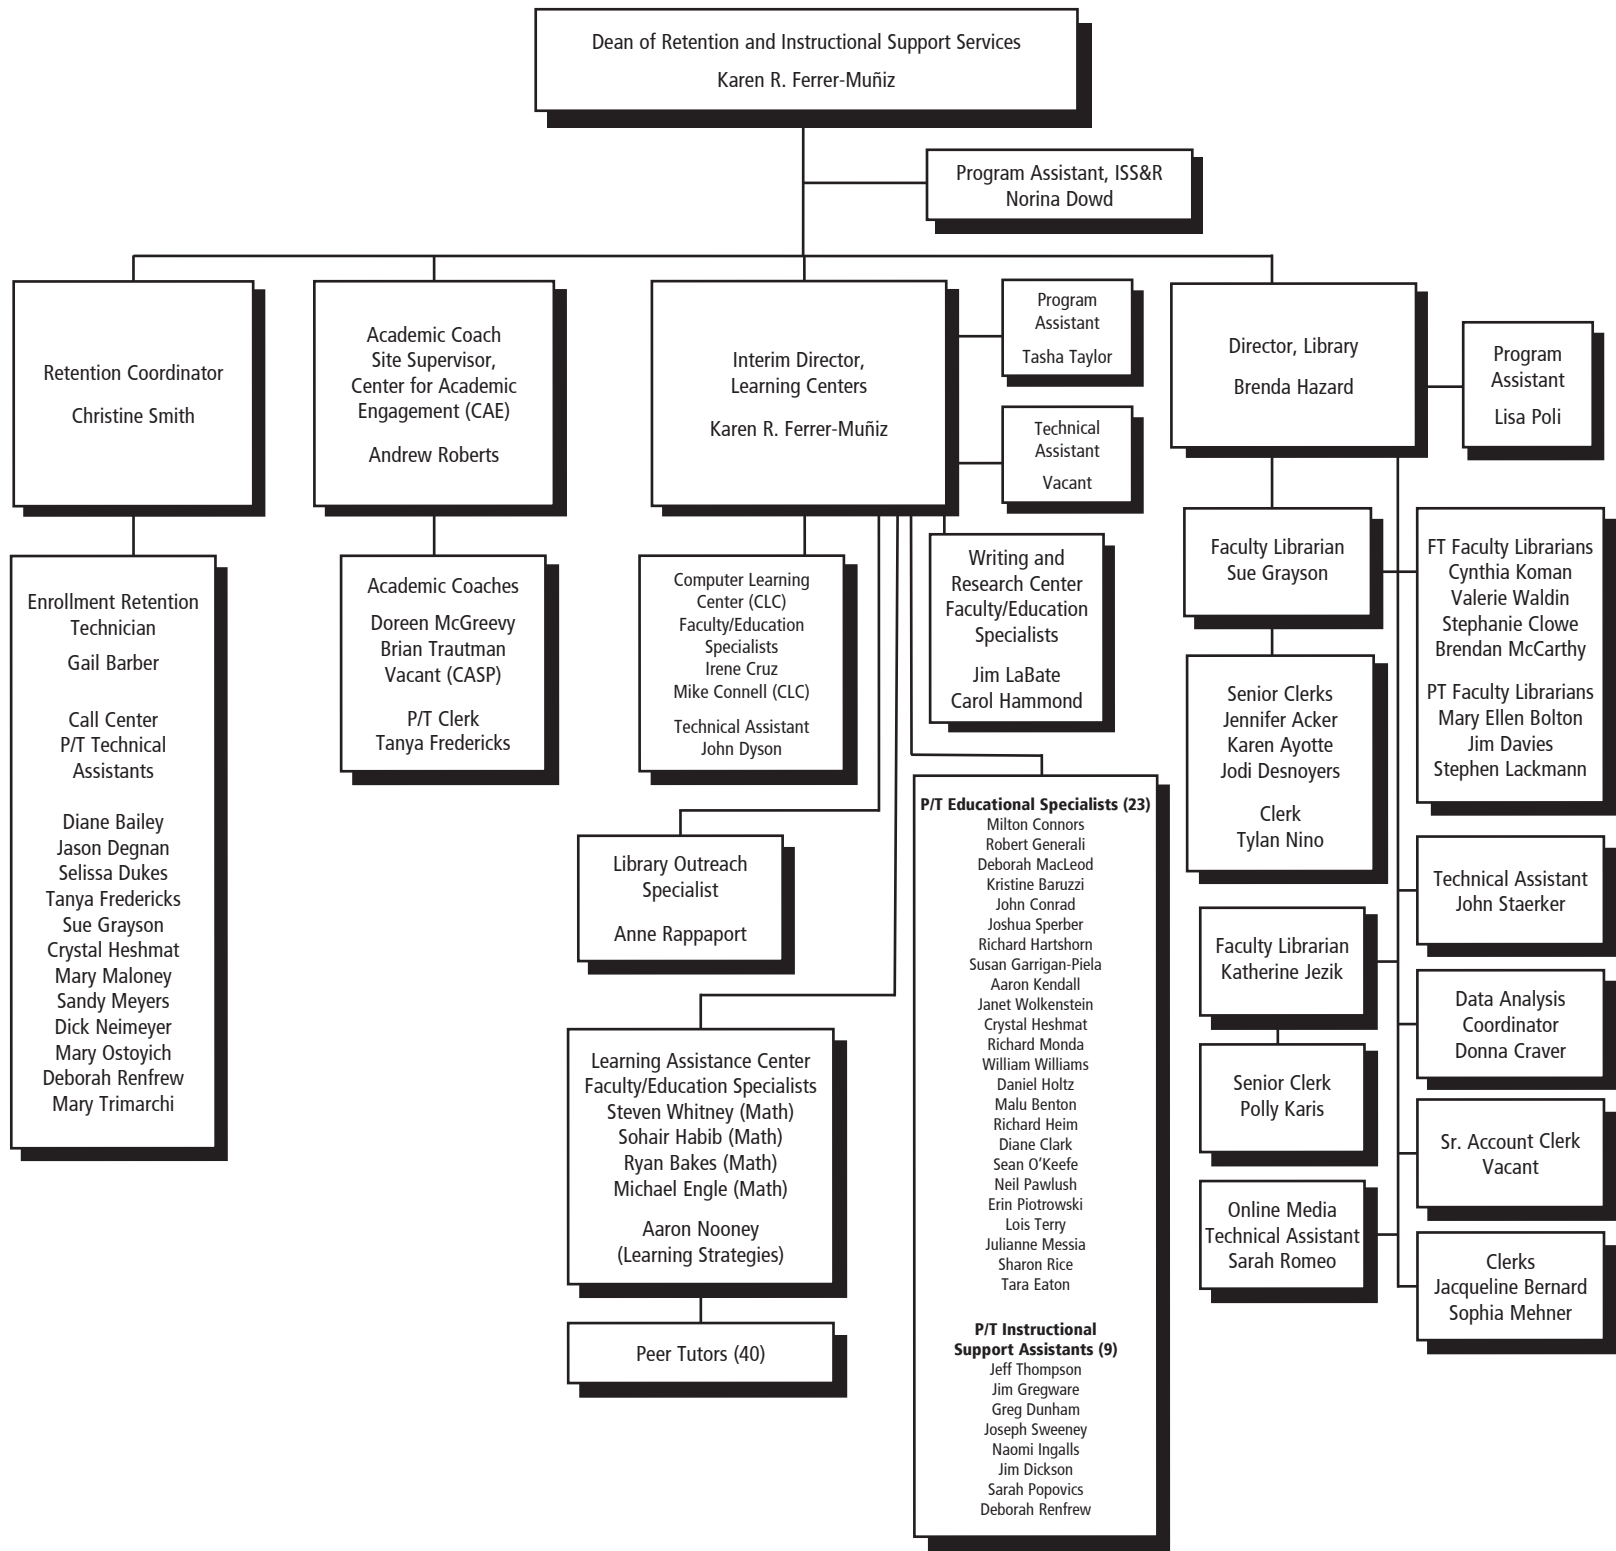 Dean of Retention and Instructional Support Services
Karen R. Ferrer-Muñiz
Program Assistant, ISS&R
Norina Dowd
Retention Coordinator
Christine Smith
Academic Coach
Site Supervisor,
Center for Academic
Engagement (CAE)
Andrew Roberts
Interim Director,
Learning Centers
Karen R. Ferrer-Muñiz
Program
Assistant
Tasha Taylor
Technical
Assistant
Vacant
Director, Library
Brenda Hazard
Program
Assistant
Lisa Poli
Enrollment Retention
Technician
Gail Barber
Call Center
P/T Technical
Assistants
Diane Bailey
Jason Degnan
Selissa Dukes
Tanya Fredericks
Sue Grayson
Crystal Heshmat
Mary Maloney
Sandy Meyers
Dick Neimeyer
Mary Ostoyich
Deborah Renfrew
Mary Trimarchi
Academic Coaches
Doreen McGreevy
Brian Trautman
Vacant (CASP)
P/T Clerk
Tanya Fredericks
Computer Learning
Center (CLC)
Faculty/Education
Specialists
Irene Cruz
Mike Connell (CLC)
Technical Assistant
John Dyson
Writing and
Research Center
Faculty/Education
Specialists
Jim LaBate
Carol Hammond
Library Outreach
Specialist
Anne Rappaport
Learning Assistance Center
Faculty/Education Specialists
Steven Whitney (Math)
Sohair Habib (Math)
Ryan Bakes (Math)
Michael Engle (Math)
Aaron Nooney
(Learning Strategies)
Peer Tutors (40)
P/T Educational Specialists (23)
Milton Connors
Robert Generali
Deborah MacLeod
Kristine Baruzzi
John Conrad
Joshua Sperber
Richard Hartshorn
Susan Garrigan-Piela
Aaron Kendall
Janet Wolkenstein
Crystal Heshmat
Richard Monda
William Williams
Daniel Holtz
Malu Benton
Richard Heim
Diane Clark
Sean O'Keefe
Neil Pawlush
Erin Piotrowski
Lois Terry
Julianne Messia
Sharon Rice
Tara Eaton
P/T Instructional
Support Assistants (9)
Jeff Thompson
Jim Gregware
Greg Dunham
Joseph Sweeney
Naomi Ingalls
Jim Dickson
Sarah Popovics
Deborah Renfrew
Faculty Librarian
Sue Grayson
Senior Clerks
Jennifer Acker
Karen Ayotte
Jodi Desnoyers
Clerk
Tylan Nino
Faculty Librarian
Katherine Jezik
Senior Clerk
Polly Karis
Online Media
Technical Assistant
Sarah Romeo
FT Faculty Librarians
Cynthia Koman
Valerie Waldin
Stephanie Clowe
Brendan McCarthy
PT Faculty Librarians
Mary Ellen Bolton
Jim Davies
Stephen Lackmann
Technical Assistant
John Staerker
Data Analysis
Coordinator
Donna Craver
Sr. Account Clerk
Vacant
Clerks
Jacqueline Bernard
Sophia Mehner